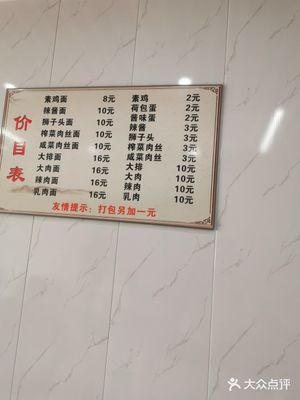 价目表
素鸡面 8元
辣酱面 10元
狮子头面 10元
榨菜肉丝面 10元
咸菜肉丝面 10元
大排面 16元
大肉面 16元
辣肉面 16元
乳肉面 16元
素鸡 2元
荷包蛋 2元
酱味蛋 2元
辣酱 3元
狮子头 3元
榨菜肉丝 3元
咸菜肉丝 3元
大排 10元
大肉 10元
辣肉 10元
乳肉 10元
友情提示：打包另加一元
大众点评